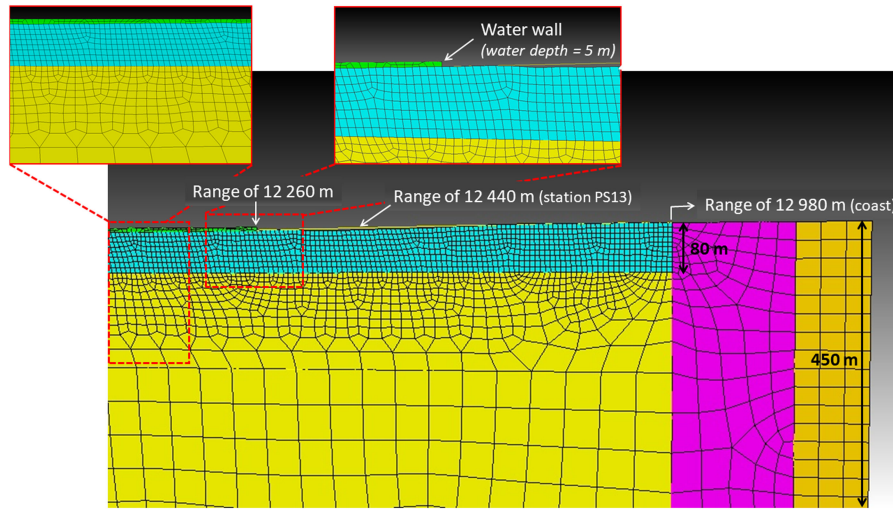 Water wall
(water depth = 5 m)
Range of 12 260 m
Range of 12 440 m (station PS13)
Range of 12 980 m (coast)
80 m
450 m